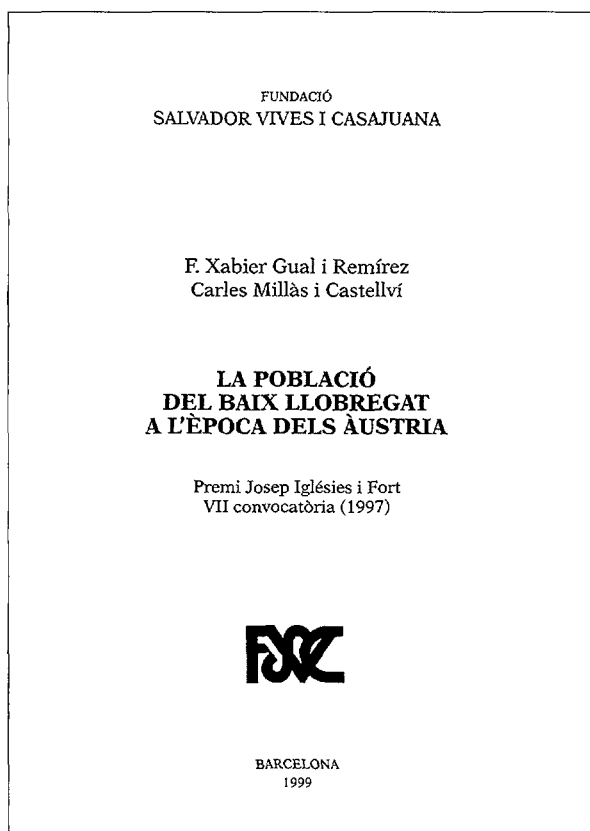 FUNDACIÓ
SALVADOR VIVES I CASAJUANA
F. Xabier Gual i Remírez
Carles Millàs i Castellví
LA POBLACIÓ
DEL BAIX LLOBREGAT
A L'ÈPOCA DELS ÀUSTRIA
Premi Josep Iglésies i Fort
VII convocatòria (1997)
FSVC
BARCELONA
1999